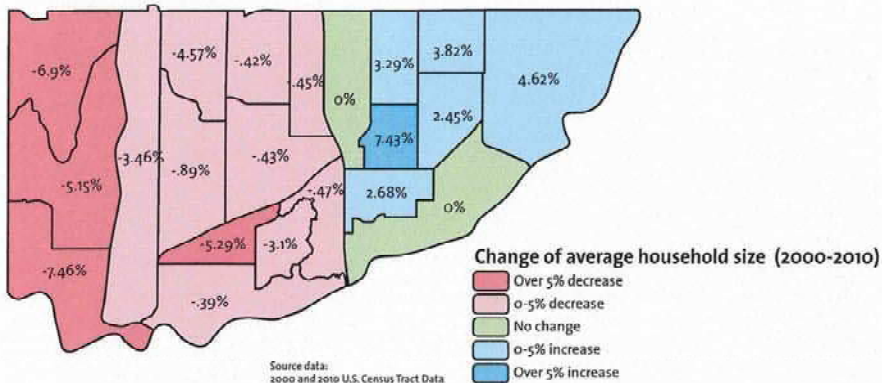 -6.9%
-4.57%
-.42%
-.45%
0%
3.29%
3.82%
4.62%
2.45%
7.43%
-3.46%
-.89%
-.43%
-5.15%
-.47%
2.68%
0%
-5.29%
-3.1%
-7.46%
-.39%
Change of average household size (2000-2010)
Over 5% decrease
0-5% decrease
No change
0-5% increase
Over 5% increase
Source data:
2000 and 2010 U.S. Census Tract Data